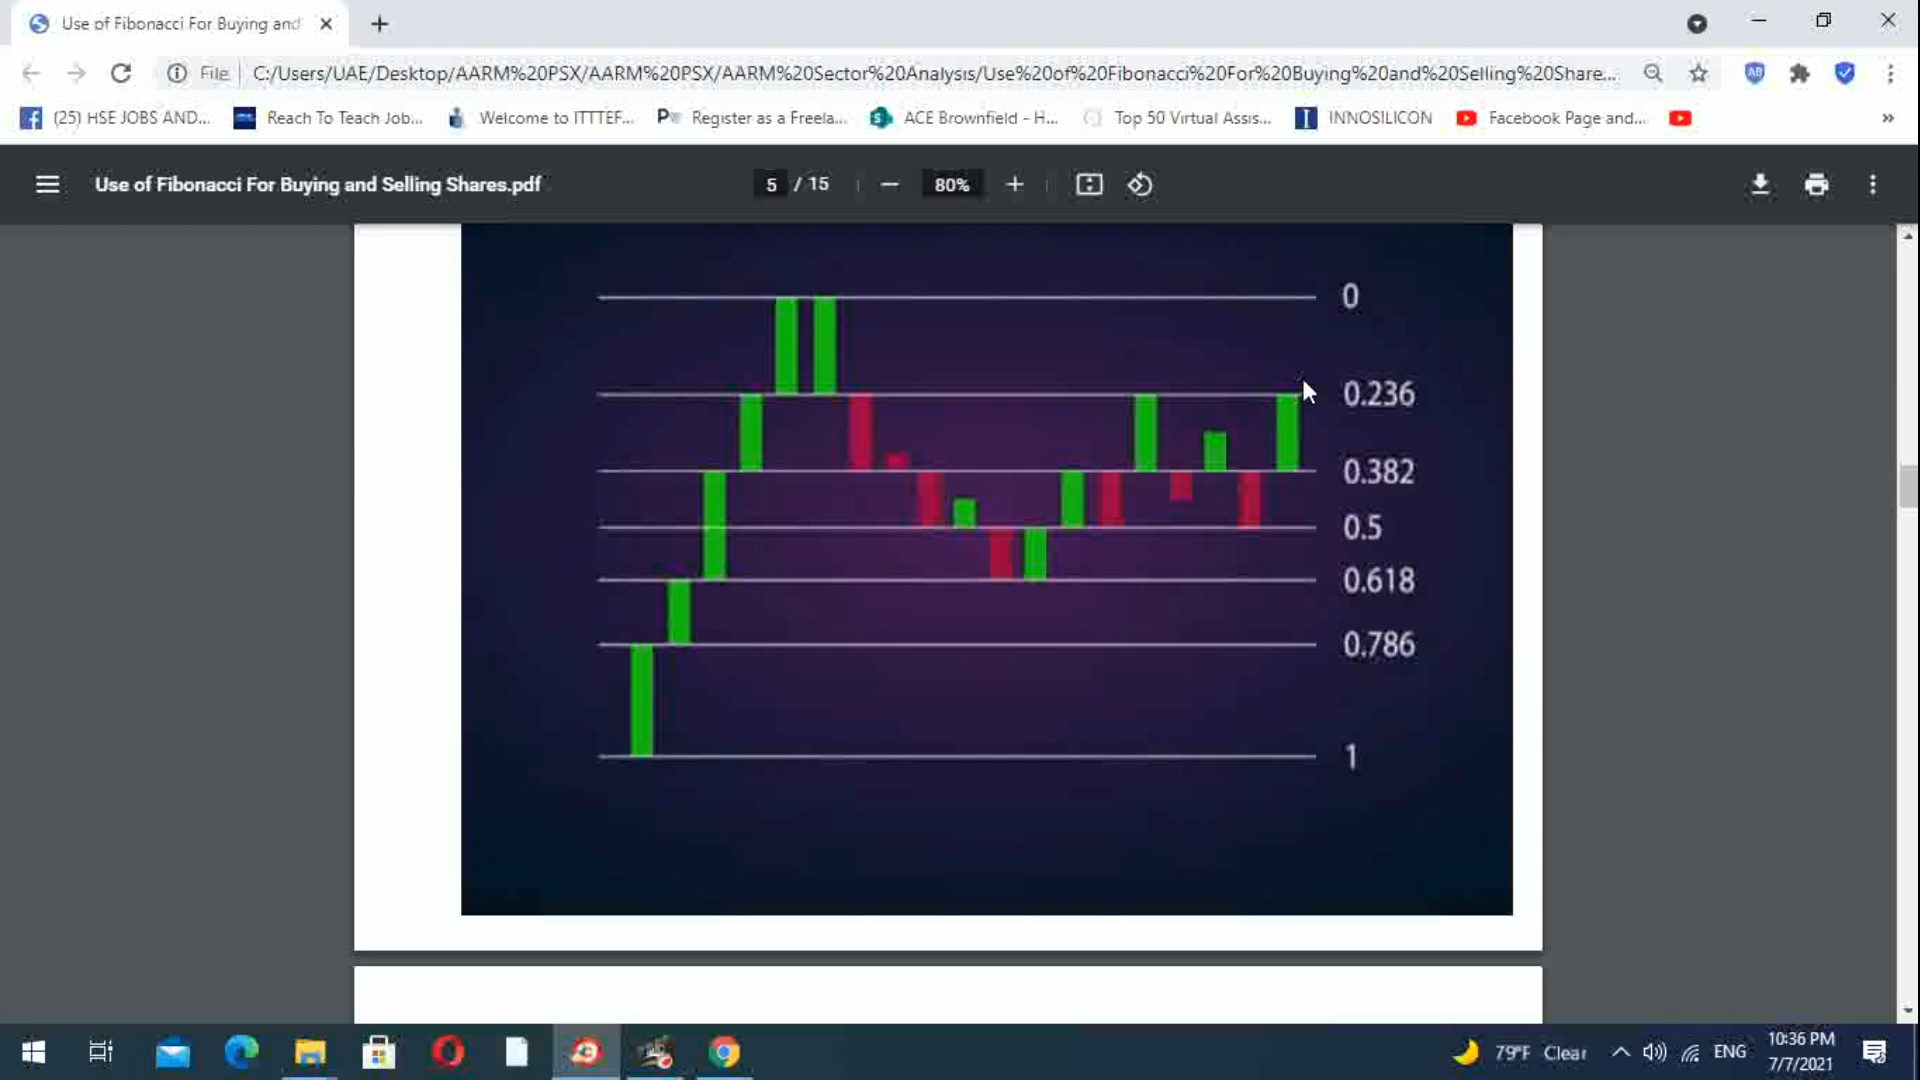 Use of Fibonacci For Buying and
File C:/Users/UAE/Desktop/AARM%20PSX/AARM%20PSX/AARM%20Sector%20Analysis/Use%20of%20Fibonacci%20For%20Buying%20and%20Selling%20Share...
(25) HSE JOBS AND... Reach To Teach Job... Welcome to ITTTEF... Register as a Freela... ACE Brownfield - H... Top 50 Virtual Assis... INNOSILICON Facebook Page and... »
Use of Fibonacci For Buying and Selling Shares.pdf 5 / 15 80%
0
0.236
0.382
0.5
0.618
0.786
1
79°F Clear ENG 10:36 PM
7/7/2021